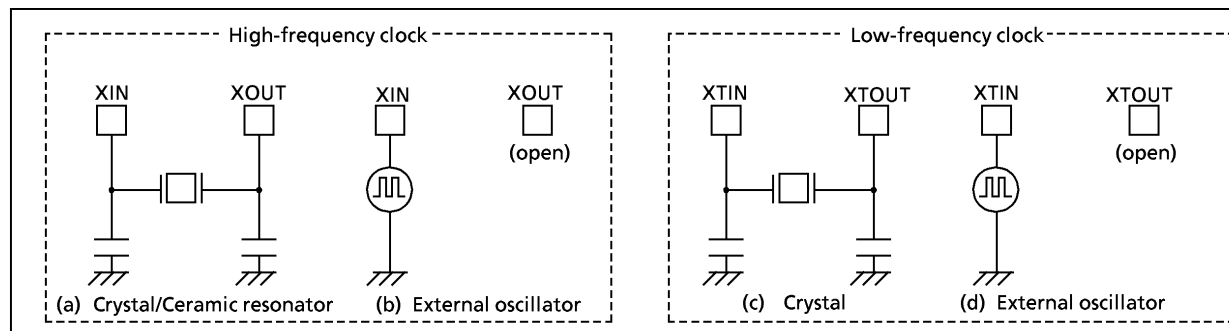 High-frequency clock
XIN XOUT XIN XOUT
(open)
(a) Crystal/Ceramic resonator (b) External oscillator
Low-frequency clock
XTIN XTOUT XTIN XTOUT
(open)
(c) Crystal (d) External oscillator